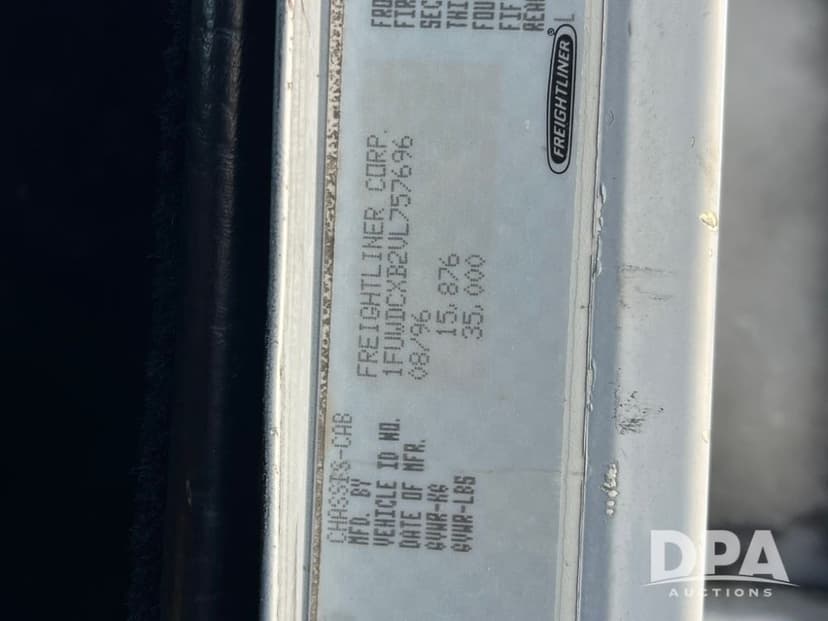 CHASSIS-CAB
MFD. BY FREIGHTLINER CORP.
VEHICLE ID NO. 1FUWDCXB2VL757696
DATE OF MFR. 08/96
GVWR-KG 15,876
GVWR-LBS 35,000
FREIGHTLINER®
DPA
AUCTIONS